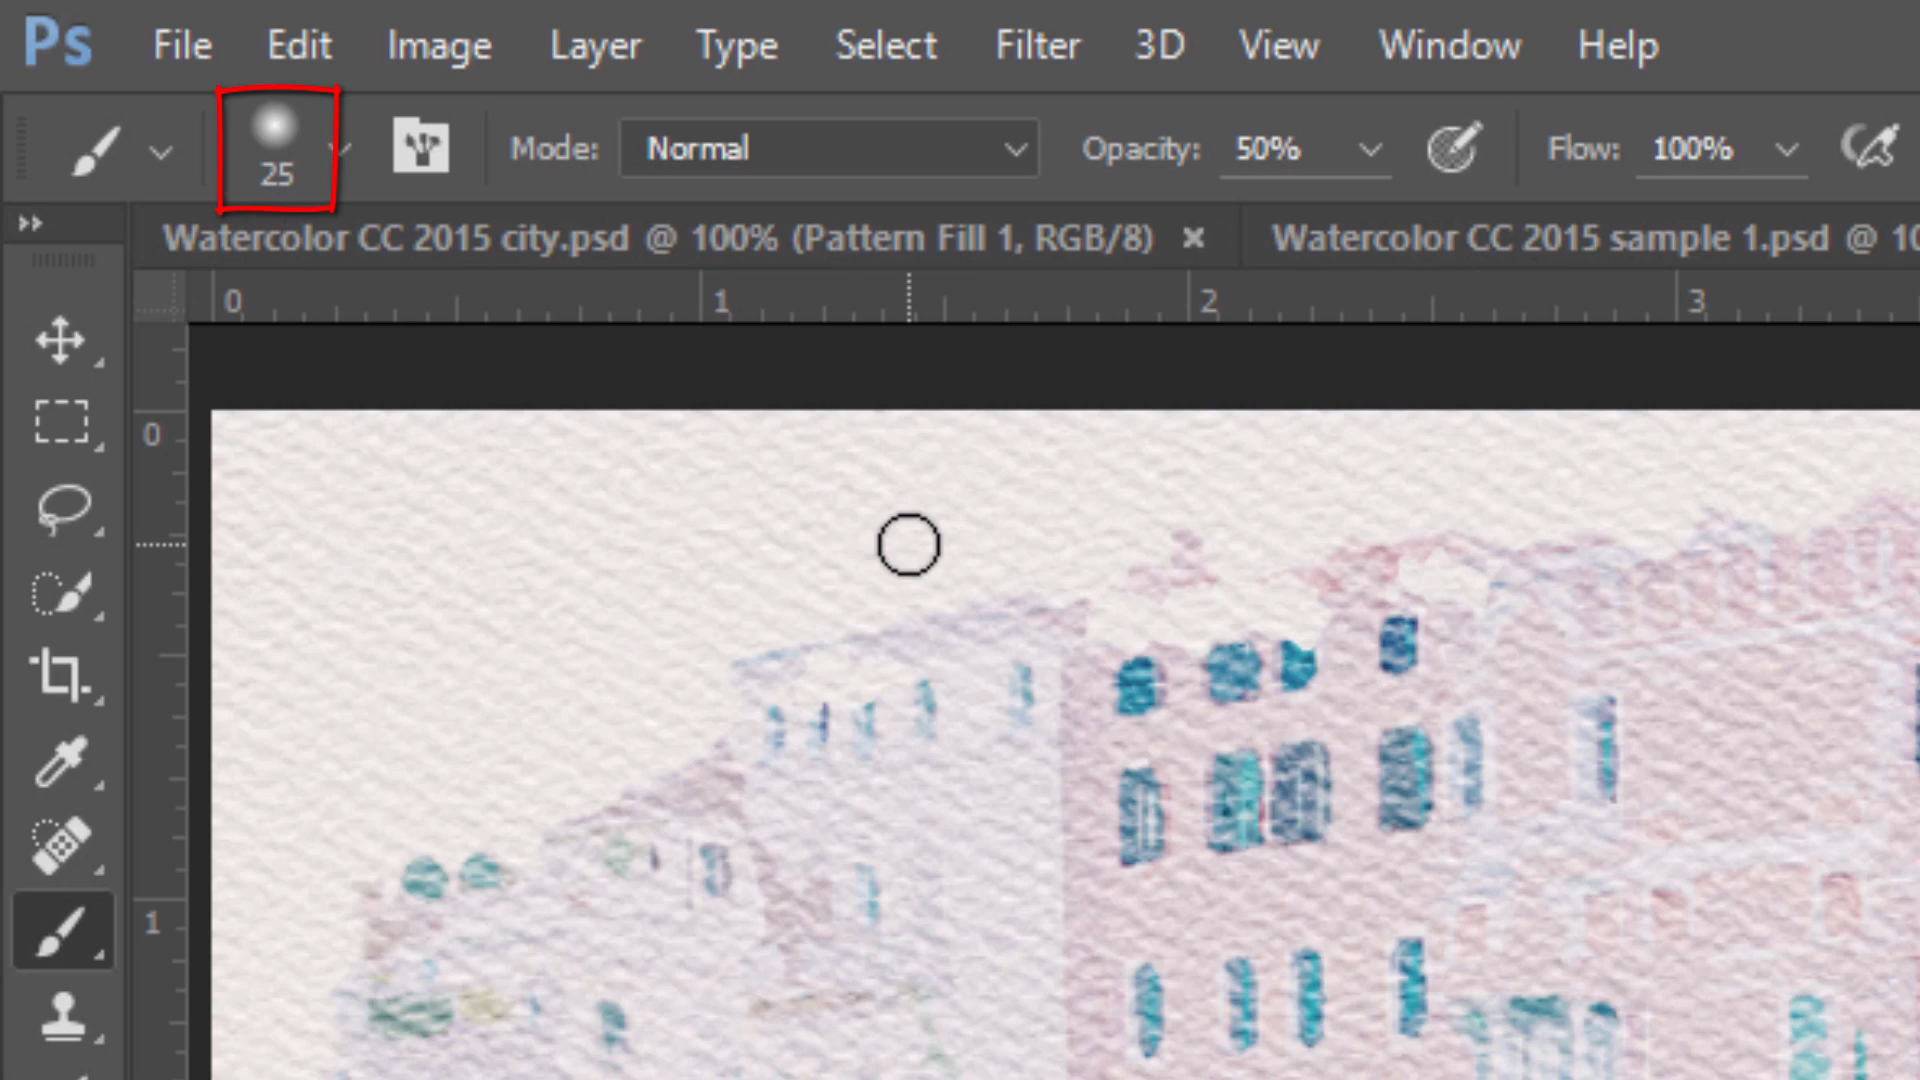 Ps File Edit Image Layer Type Select Filter 3D View Window Help
25 Mode: Normal Opacity: 50% Flow: 100%
Watercolor CC 2015 city.psd @ 100% (Pattern Fill 1, RGB/8) × Watercolor CC 2015 sample 1.psd @ 10
0 1 2 3
0
1